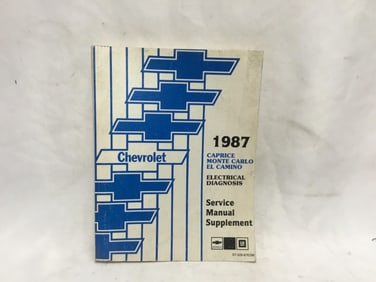 1987
CAPRICE
MONTE CARLO
EL CAMINO
ELECTRICAL
DIAGNOSIS
Chevrolet
Service
Manual
Supplement